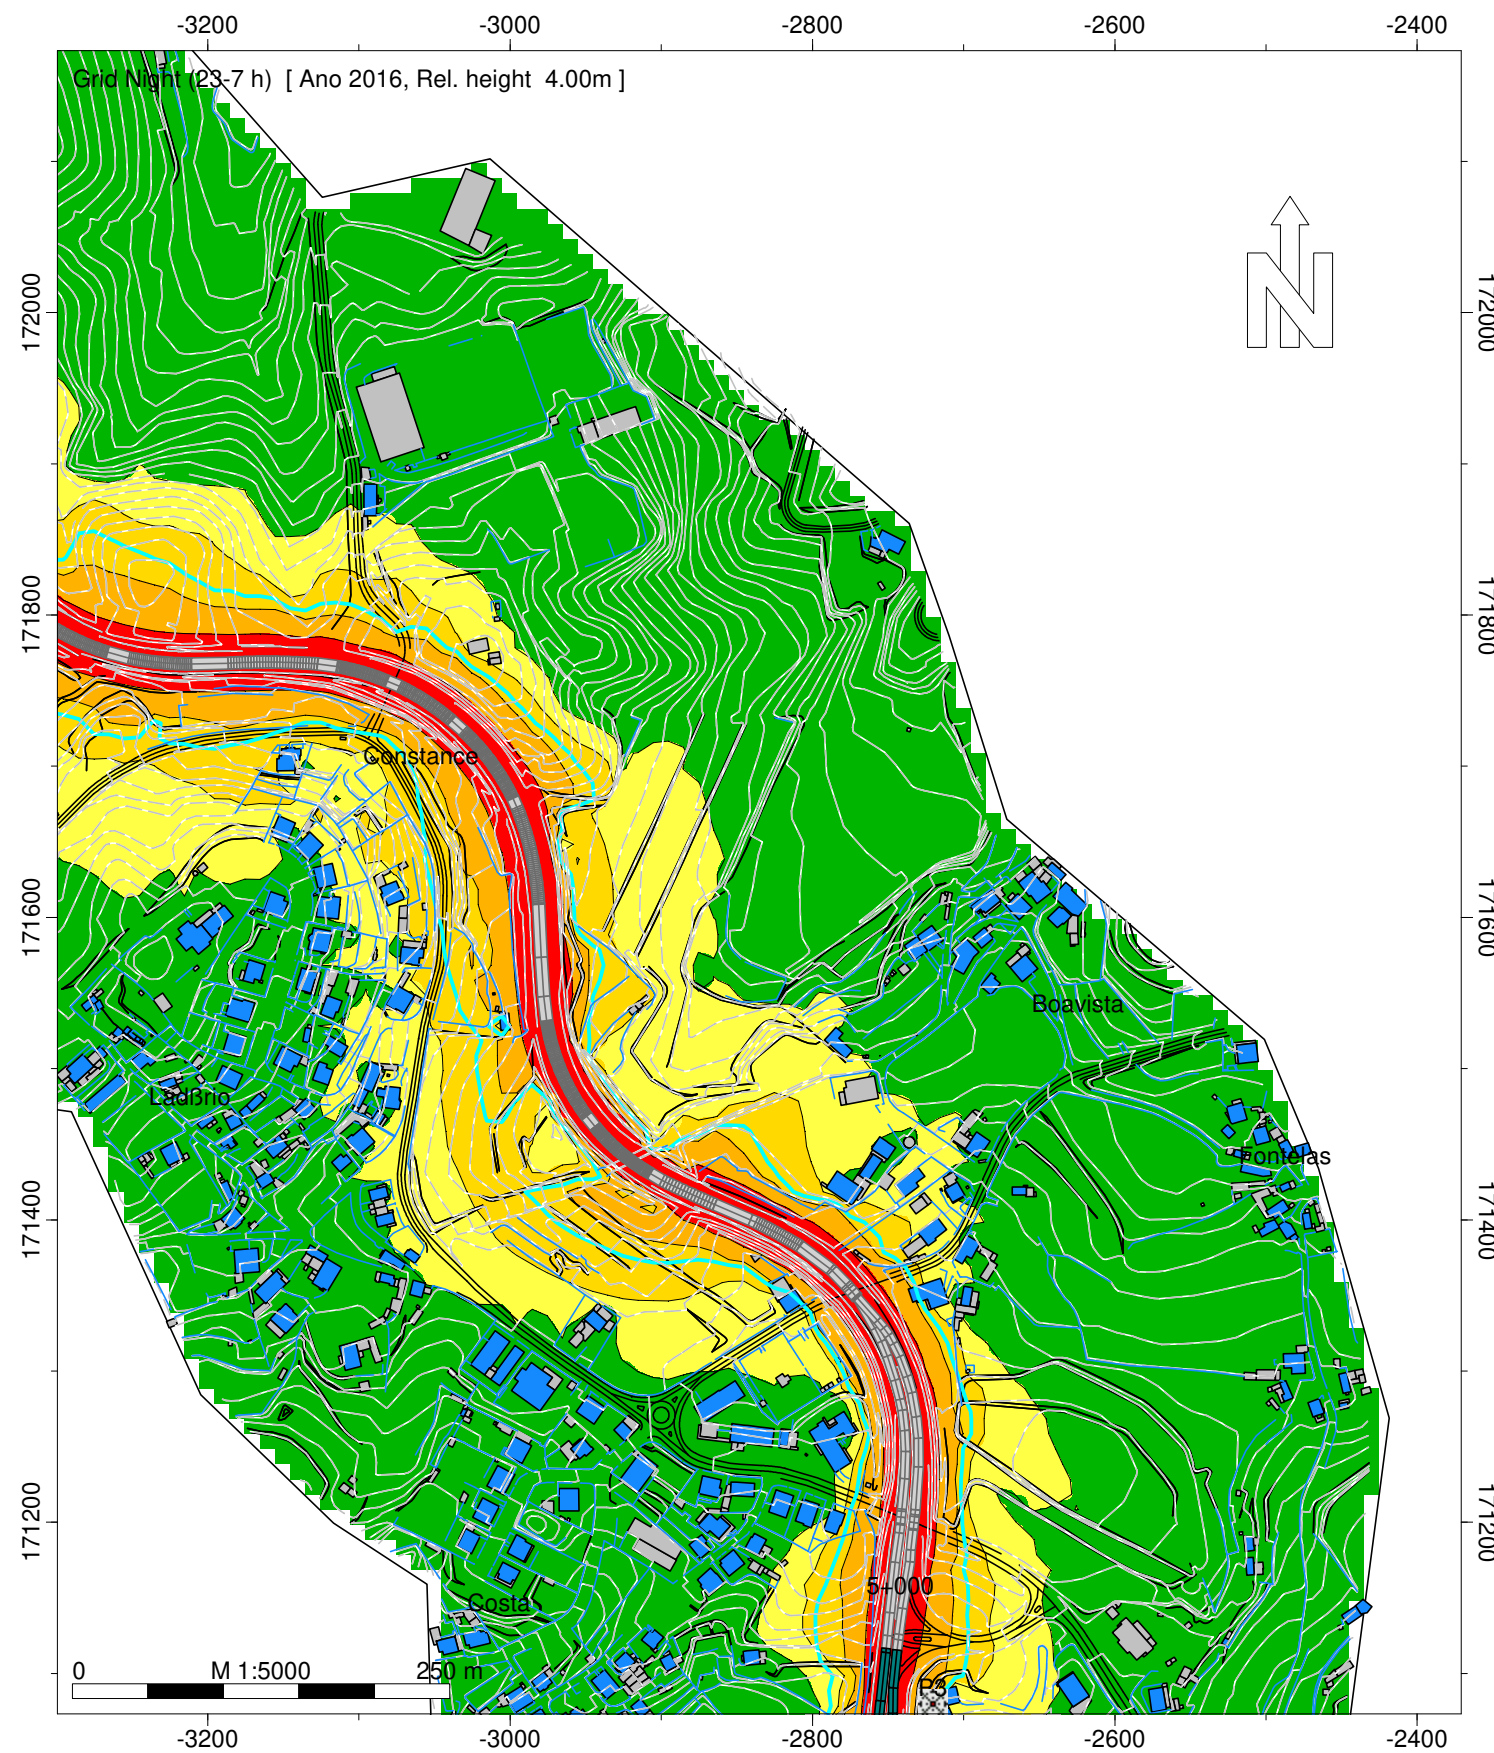 -3200 -3000 -2800 -2600 -2400
Grid Night (23-7 h) [ Ano 2016, Rel. height 4.00m ]
N
172000 172000
171800 171800
Constance
171600 171600
Boavista
Ladßrio
Fontelas
171400 171400
171200 171200
5+000
Costa
0 M 1:5000 250 m
P3
-3200 -3000 -2800 -2600 -2400